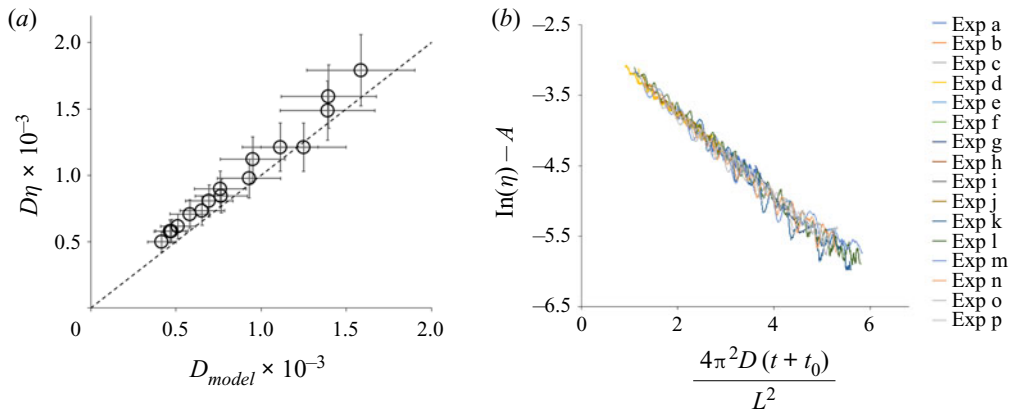 (a)
2.0
1.5
1.0
0.5
0
0.5
1.0
1.5
2.0
Dη × 10⁻³
D_model × 10⁻³
(b)
−2.5
−3.5
−4.5
−5.5
−6.5
0
2
4
6
ln(η) − A
4π²D (t + t₀)
L²
Exp a
Exp b
Exp c
Exp d
Exp e
Exp f
Exp g
Exp h
Exp i
Exp j
Exp k
Exp l
Exp m
Exp n
Exp o
Exp p